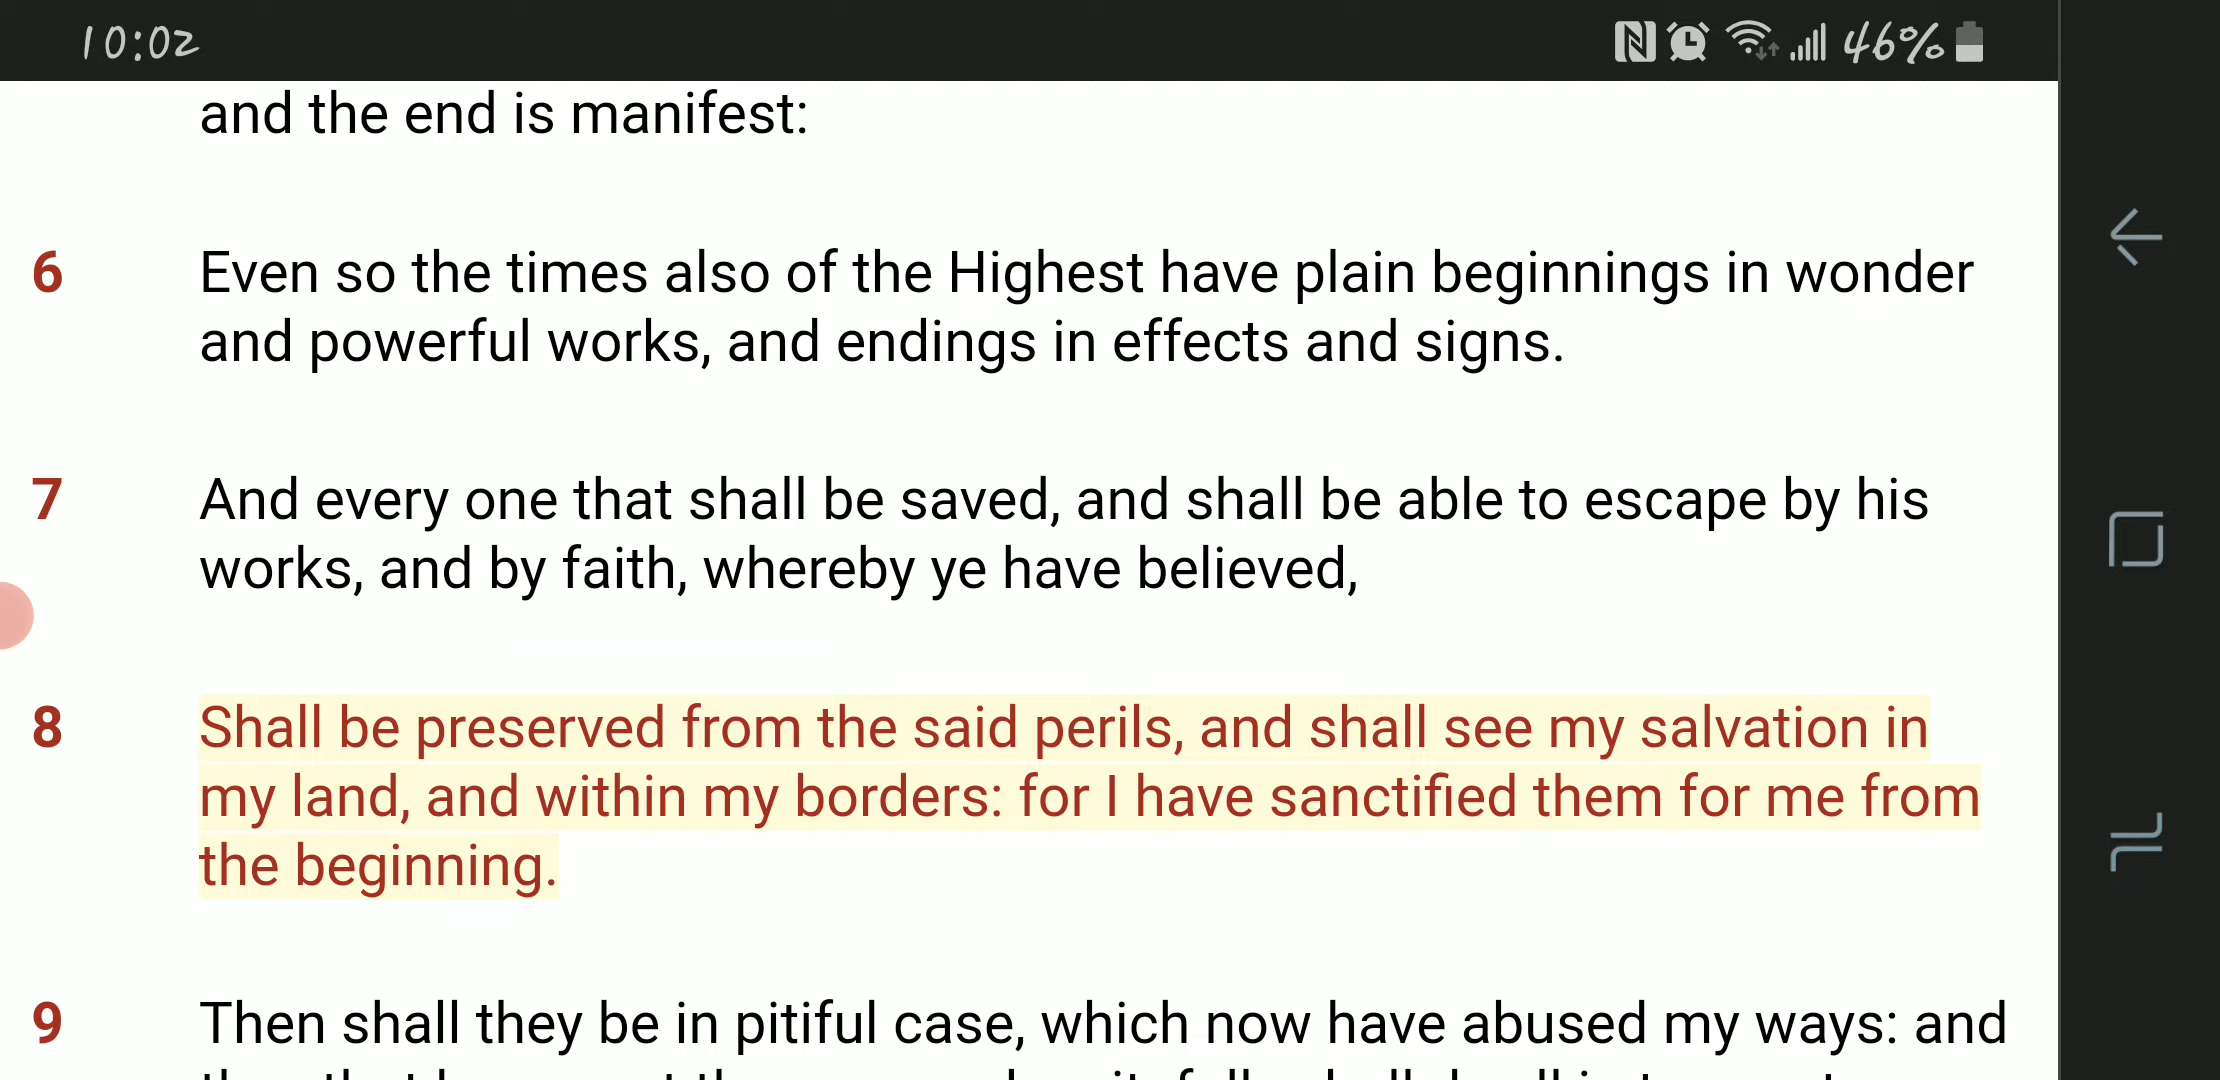 10:02 46%
and the end is manifest:
6 Even so the times also of the Highest have plain beginnings in wonder
and powerful works, and endings in effects and signs.
7 And every one that shall be saved, and shall be able to escape by his
works, and by faith, whereby ye have believed,
8 Shall be preserved from the said perils, and shall see my salvation in
my land, and within my borders: for I have sanctified them for me from
the beginning.
9 Then shall they be in pitiful case, which now have abused my ways: and